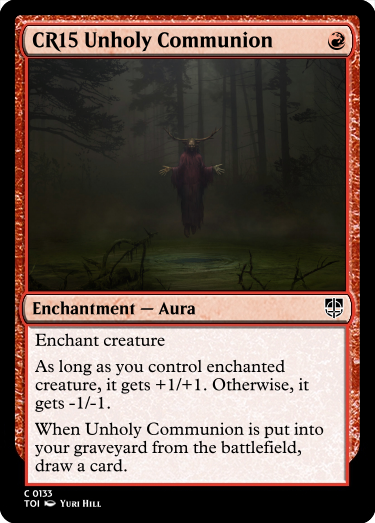 CR15 Unholy Communion
Enchantment — Aura
Enchant creature
As long as you control enchanted
creature, it gets +1/+1. Otherwise, it
gets -1/-1.
When Unholy Communion is put into
your graveyard from the battlefield,
draw a card.
C 0133
TOI Yuri Hill